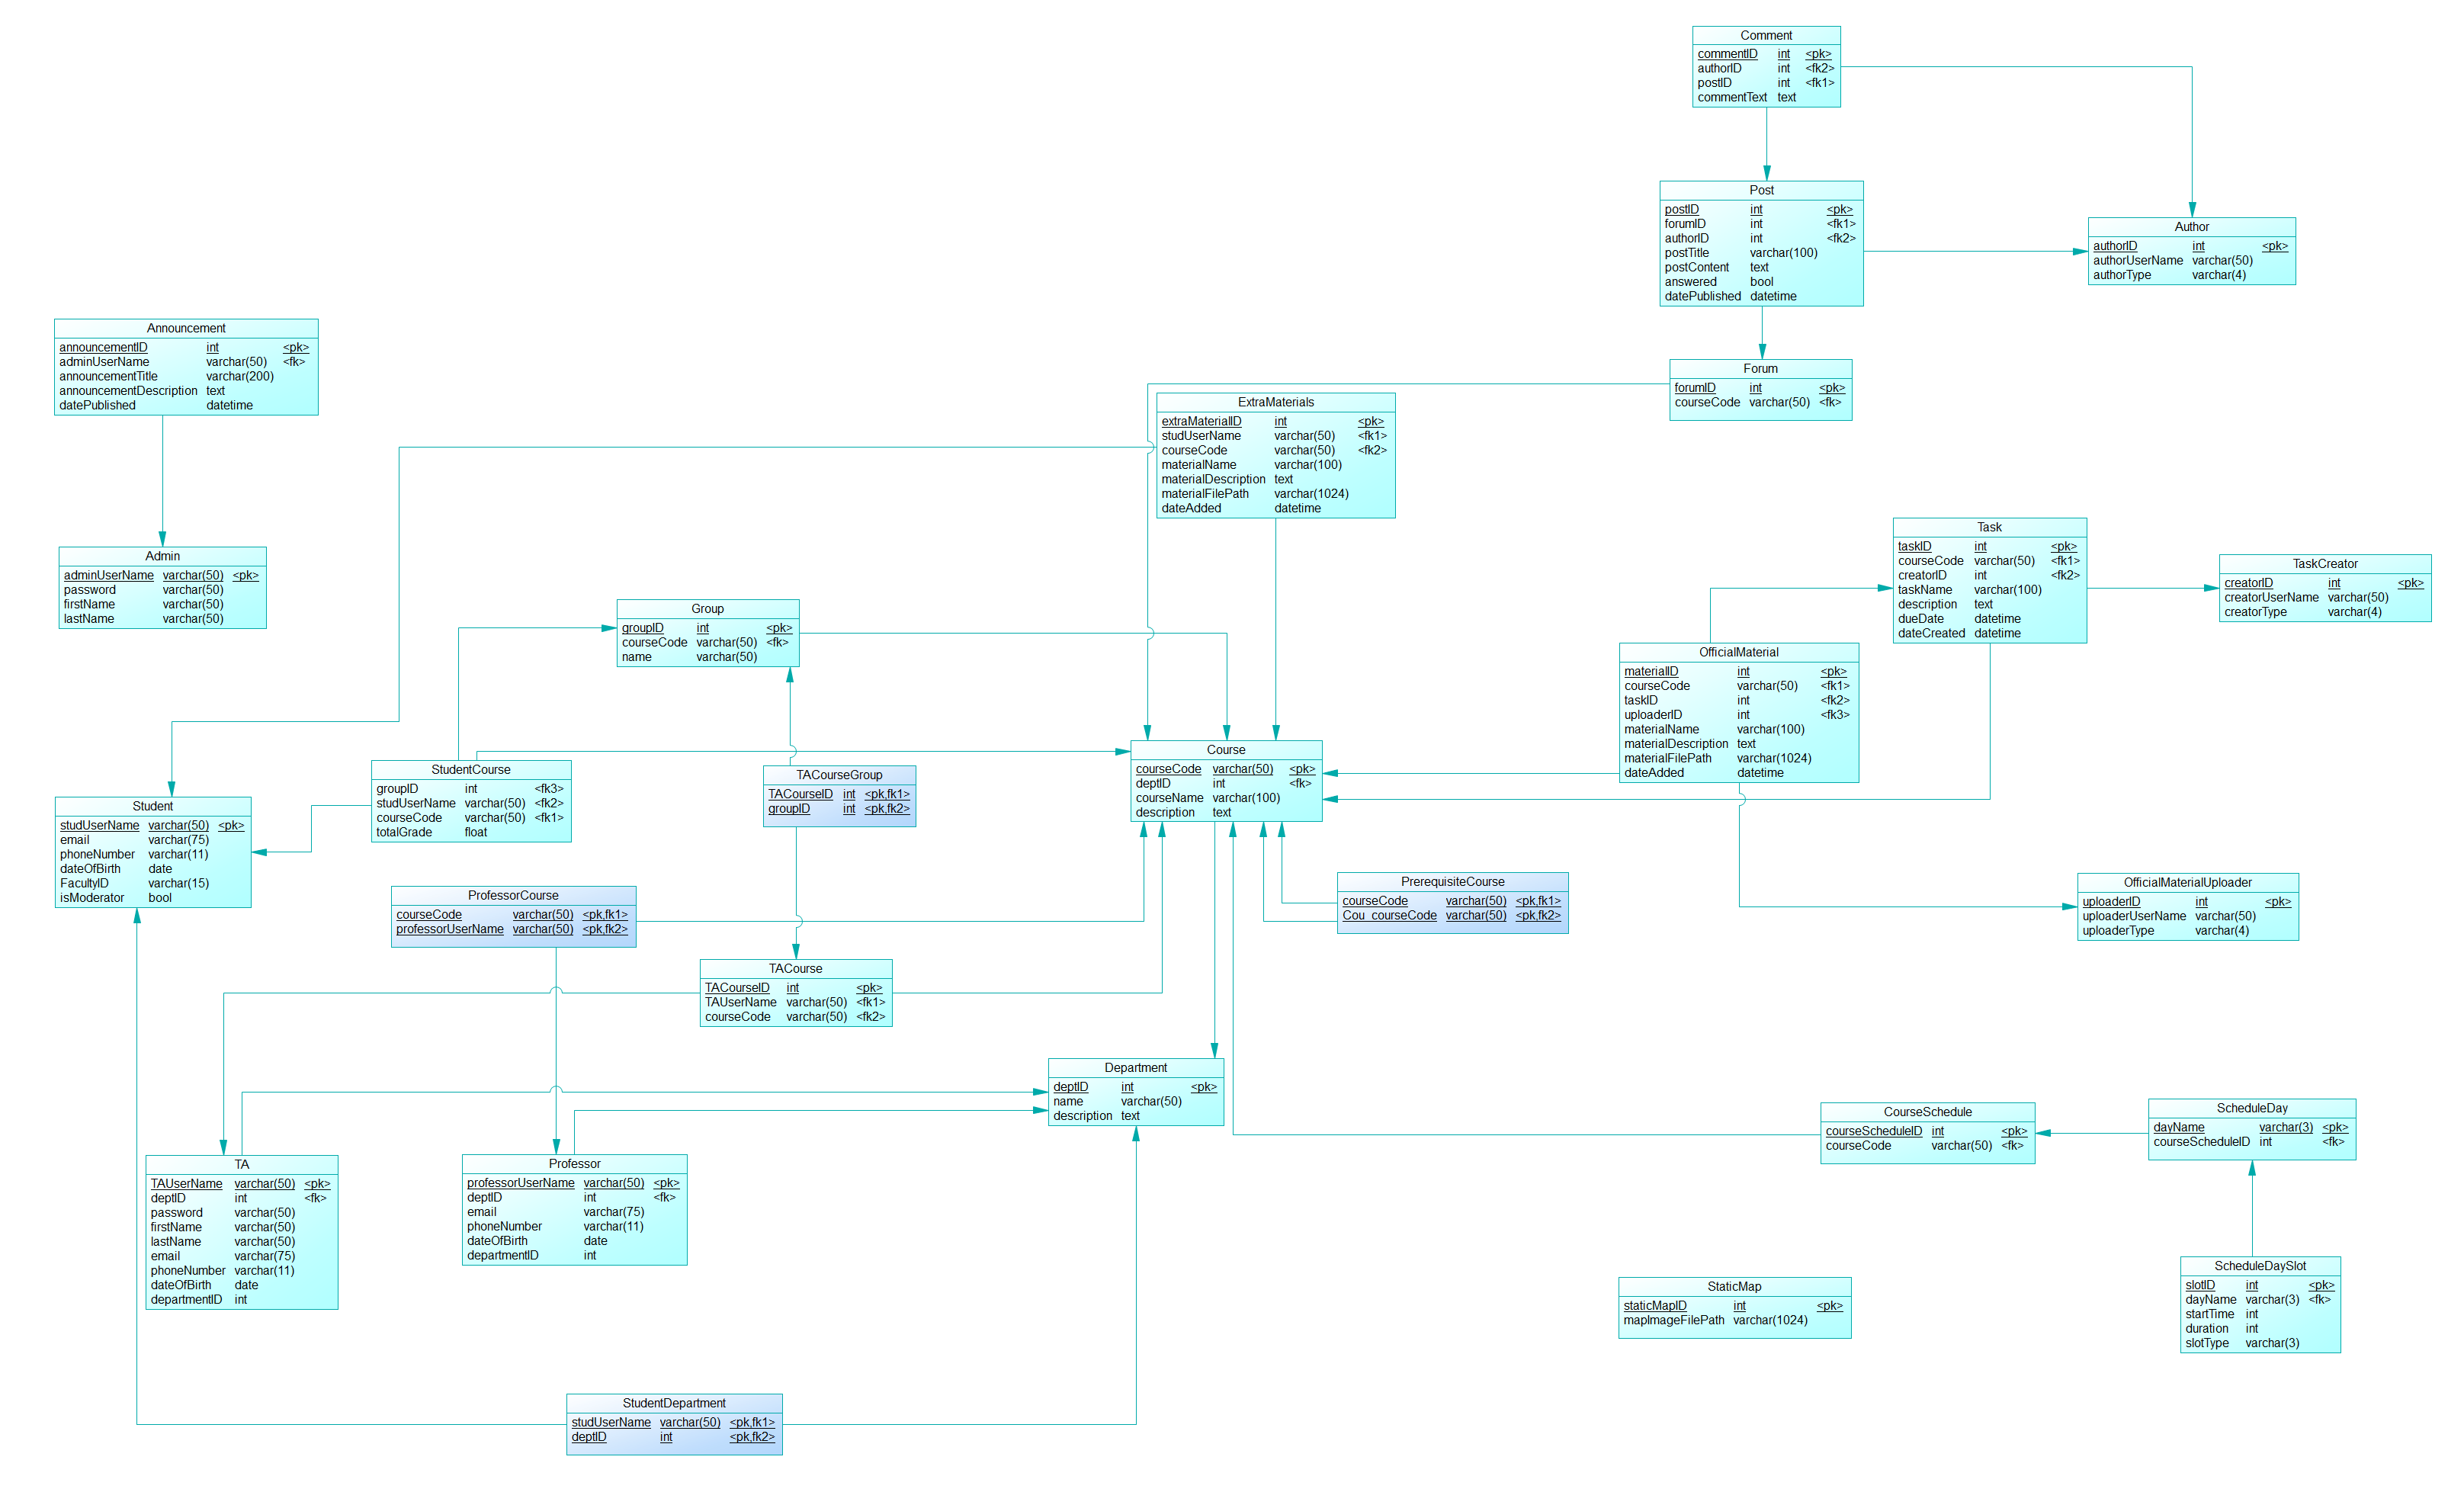 Comment
commentID int <pk>
authorID int <fk2>
postID int <fk1>
commentText text
Post
postID int <pk>
forumID int <fk1>
authorID int <fk2>
postTitle varchar(100)
postContent text
answered bool
datePublished datetime
Author
authorID int <pk>
authorUserName varchar(50)
authorType varchar(4)
Announcement
announcementID int <pk>
adminUserName varchar(50) <fk>
announcementTitle varchar(200)
announcementDescription text
datePublished datetime
Forum
forumID int <pk>
courseCode varchar(50) <fk>
ExtraMaterials
extraMaterialID int <pk>
studUserName varchar(50) <fk1>
courseCode varchar(50) <fk2>
materialName varchar(100)
materialDescription text
materialFilePath varchar(1024)
dateAdded datetime
Admin
adminUserName varchar(50) <pk>
password varchar(50)
firstName varchar(50)
lastName varchar(50)
Task
taskID int <pk>
courseCode varchar(50) <fk1>
creatorID int <fk2>
taskName varchar(100)
description text
dueDate datetime
dateCreated datetime
TaskCreator
creatorID int <pk>
creatorUserName varchar(50)
creatorType varchar(4)
Group
groupID int <pk>
courseCode varchar(50) <fk>
name varchar(50)
OfficialMaterial
materialID int <pk>
courseCode varchar(50) <fk1>
taskID int <fk2>
uploaderID int <fk3>
materialName varchar(100)
materialDescription text
materialFilePath varchar(1024)
dateAdded datetime
Course
courseCode varchar(50) <pk>
deptID int <fk>
courseName varchar(100)
description text
StudentCourse
groupID int <fk3>
studUserName varchar(50) <fk2>
courseCode varchar(50) <fk1>
totalGrade float
TACourseGroup
TACourseID int <pk,fk1>
groupID int <pk,fk2>
Student
studUserName varchar(50) <pk>
email varchar(75)
phoneNumber varchar(11)
dateOfBirth date
FacultyID varchar(15)
isModerator bool
ProfessorCourse
courseCode varchar(50) <pk,fk1>
professorUserName varchar(50) <pk,fk2>
PrerequisiteCourse
courseCode varchar(50) <pk,fk1>
Cou_courseCode varchar(50) <pk,fk2>
OfficialMaterialUploader
uploaderID int <pk>
uploaderUserName varchar(50)
uploaderType varchar(4)
TACourse
TACourseID int <pk>
TAUserName varchar(50) <fk1>
courseCode varchar(50) <fk2>
Department
deptID int <pk>
name varchar(50)
description text
CourseSchedule
courseScheduleID int <pk>
courseCode varchar(50) <fk>
ScheduleDay
dayName varchar(3) <pk>
courseScheduleID int <fk>
TA
TAUserName varchar(50) <pk>
deptID int <fk>
password varchar(50)
firstName varchar(50)
lastName varchar(50)
email varchar(75)
phoneNumber varchar(11)
dateOfBirth date
departmentID int
Professor
professorUserName varchar(50) <pk>
deptID int <fk>
email varchar(75)
phoneNumber varchar(11)
dateOfBirth date
departmentID int
ScheduleDaySlot
slotID int <pk>
dayName varchar(3) <fk>
startTime int
duration int
slotType varchar(3)
StaticMap
staticMapID int <pk>
mapImageFilePath varchar(1024)
StudentDepartment
studUserName varchar(50) <pk,fk1>
deptID int <pk,fk2>